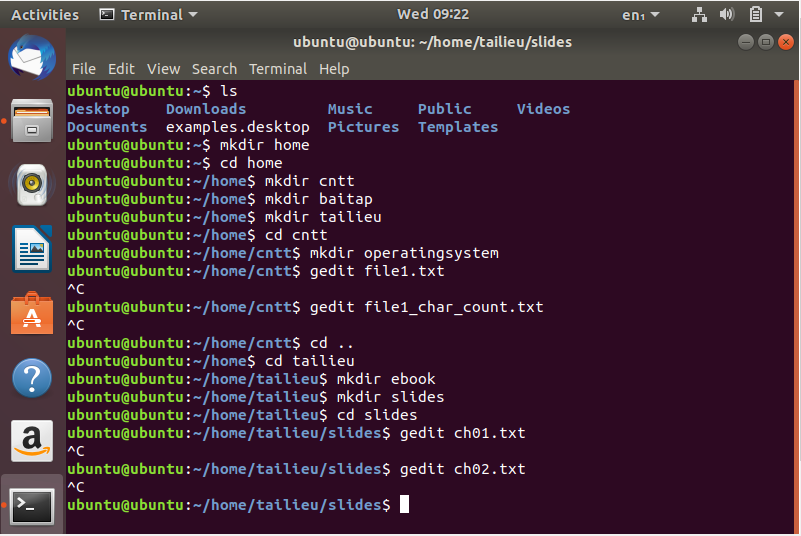 Activities Terminal Wed 09:22 en₁
ubuntu@ubuntu: ~/home/tailieu/slides
File Edit View Search Terminal Help
ubuntu@ubuntu:~$ ls
Desktop Downloads Music Public Videos
Documents examples.desktop Pictures Templates
ubuntu@ubuntu:~$ mkdir home
ubuntu@ubuntu:~$ cd home
ubuntu@ubuntu:~/home$ mkdir cntt
ubuntu@ubuntu:~/home$ mkdir baitap
ubuntu@ubuntu:~/home$ mkdir tailieu
ubuntu@ubuntu:~/home$ cd cntt
ubuntu@ubuntu:~/home/cntt$ mkdir operatingsystem
ubuntu@ubuntu:~/home/cntt$ gedit file1.txt
^C
ubuntu@ubuntu:~/home/cntt$ gedit file1_char_count.txt
^C
ubuntu@ubuntu:~/home/cntt$ cd ..
ubuntu@ubuntu:~/home$ cd tailieu
ubuntu@ubuntu:~/home/tailieu$ mkdir ebook
ubuntu@ubuntu:~/home/tailieu$ mkdir slides
ubuntu@ubuntu:~/home/tailieu$ cd slides
ubuntu@ubuntu:~/home/tailieu/slides$ gedit ch01.txt
^C
ubuntu@ubuntu:~/home/tailieu/slides$ gedit ch02.txt
^C
ubuntu@ubuntu:~/home/tailieu/slides$